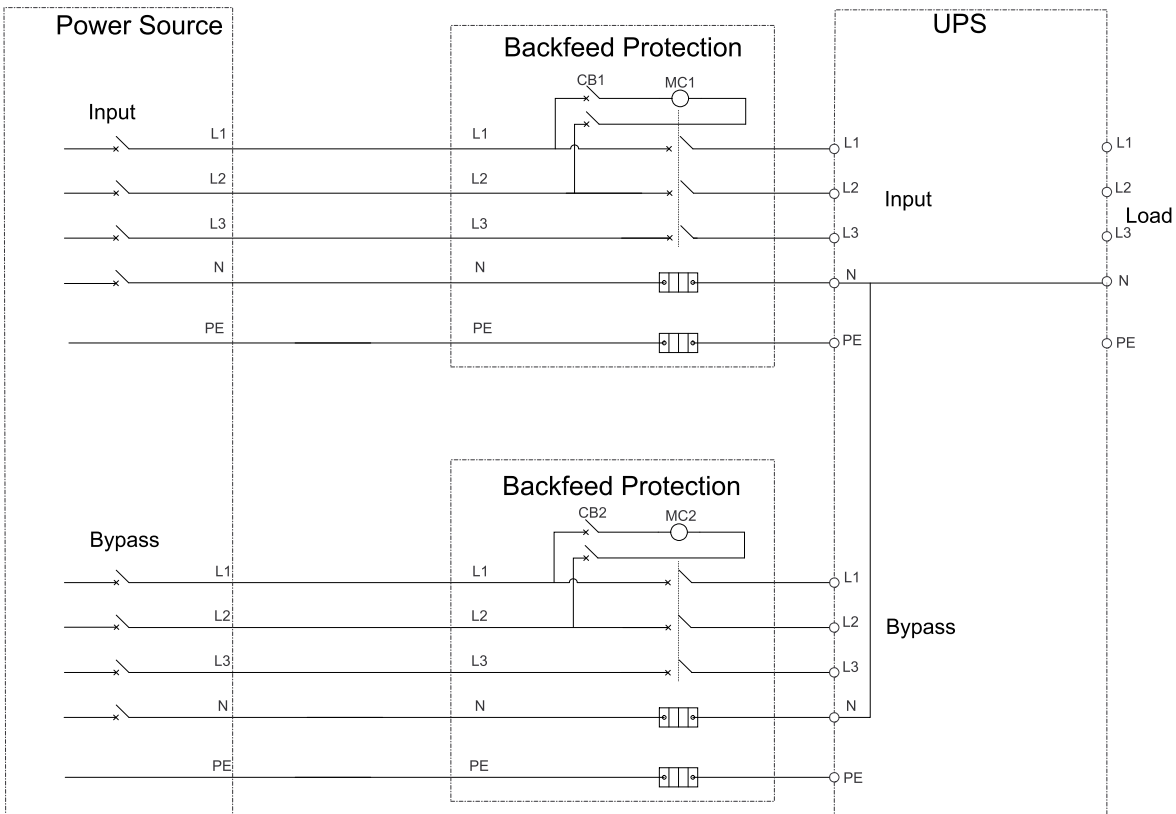 Power Source
Backfeed Protection
UPS
CB1
MC1
Input
L1
L1
L1
L1
L2
L2
L2
L2
Input
Load
L3
L3
L3
L3
N
N
N
N
PE
PE
PE
PE
Backfeed Protection
CB2
MC2
Bypass
L1
L1
L1
L2
L2
L2
Bypass
L3
L3
L3
N
N
N
PE
PE
PE